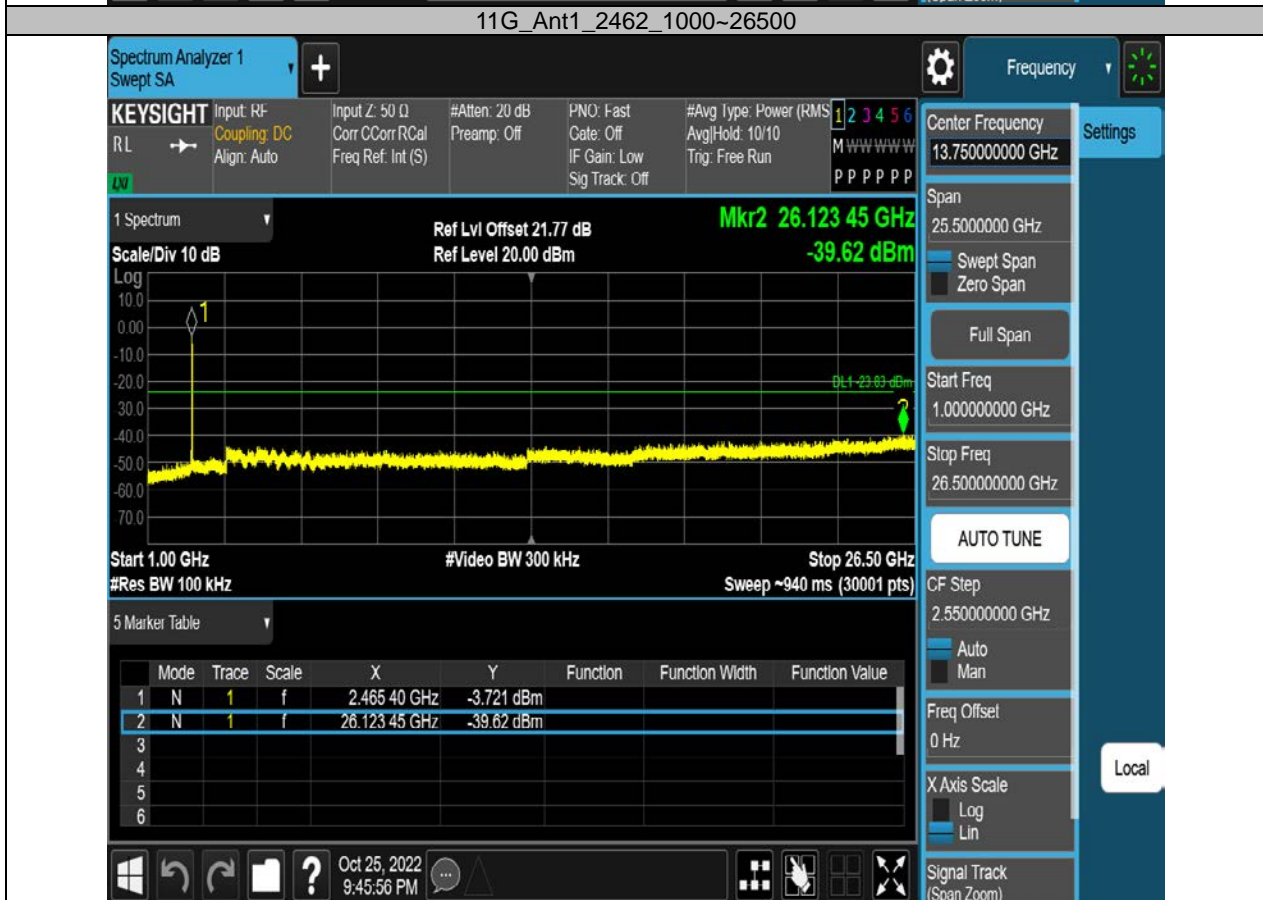 11G_Ant1_2462_1000~26500
Spectrum Analyzer 1
Swept SA
+
Frequency
KEYSIGHT
RL
LXI
Input: RF
Coupling: DC
Align: Auto
Input Z: 50 Ω
Corr CCorr RCal
Freq Ref: Int (S)
#Atten: 20 dB
Preamp: Off
PNO: Fast
Gate: Off
IF Gain: Low
Sig Track: Off
#Avg Type: Power (RMS
Avg|Hold: 10/10
Trig: Free Run
1 2 3 4 5 6
M W W W W W
P P P P P P
1 Spectrum
Scale/Div 10 dB
Ref Lvl Offset 21.77 dB
Ref Level 20.00 dBm
Mkr2 26.123 45 GHz
-39.62 dBm
Log
10.0
0.00
-10.0
-20.0
-30.0
-40.0
-50.0
-60.0
-70.0
1
DL1 -23.83 dBm
2
Start 1.00 GHz
#Video BW 300 kHz
Stop 26.50 GHz
#Res BW 100 kHz
Sweep ~940 ms (30001 pts)
5 Marker Table
Mode Trace Scale X Y Function Function Width Function Value
1 N 1 f 2.465 40 GHz -3.721 dBm
2 N 1 f 26.123 45 GHz -39.62 dBm
3
4
5
6
?
Oct 25, 2022
9:45:56 PM
Center Frequency
13.750000000 GHz
Settings
Span
25.5000000 GHz
Swept Span
Zero Span
Full Span
Start Freq
1.000000000 GHz
Stop Freq
26.500000000 GHz
AUTO TUNE
CF Step
2.550000000 GHz
Auto
Man
Freq Offset
0 Hz
Local
X Axis Scale
Log
Lin
Signal Track
(Span Zoom)